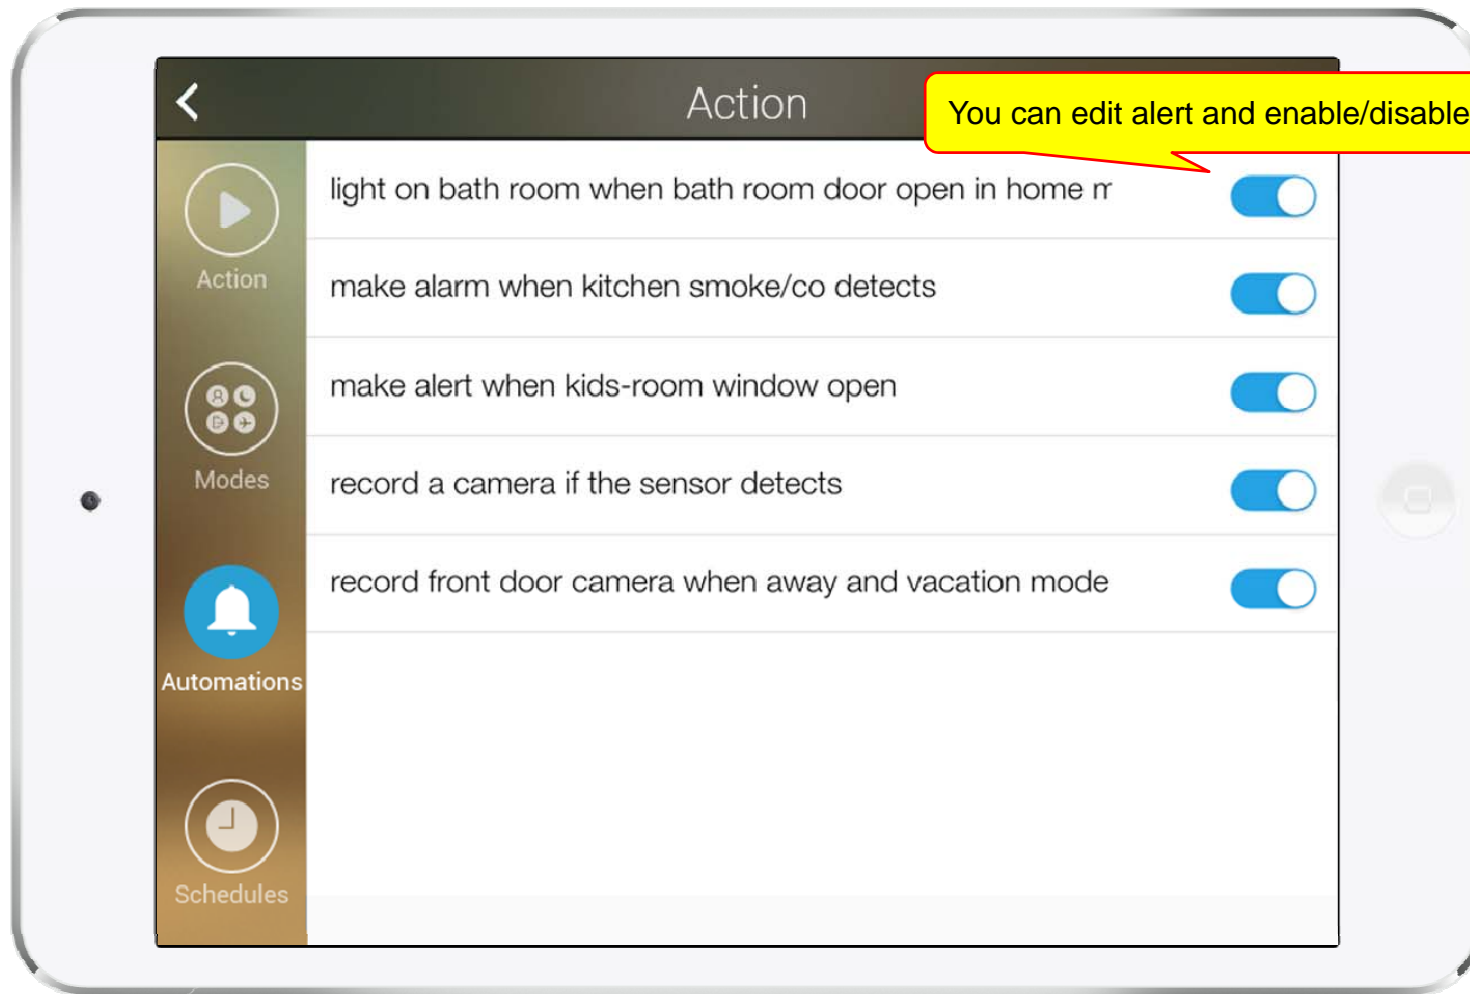 Action
You can edit alert and enable/disable
light on bath room when bath room door open in home m
Action
make alarm when kitchen smoke/co detects
make alert when kids-room window open
Modes
record a camera if the sensor detects
record front door camera when away and vacation mode
Automations
Schedules